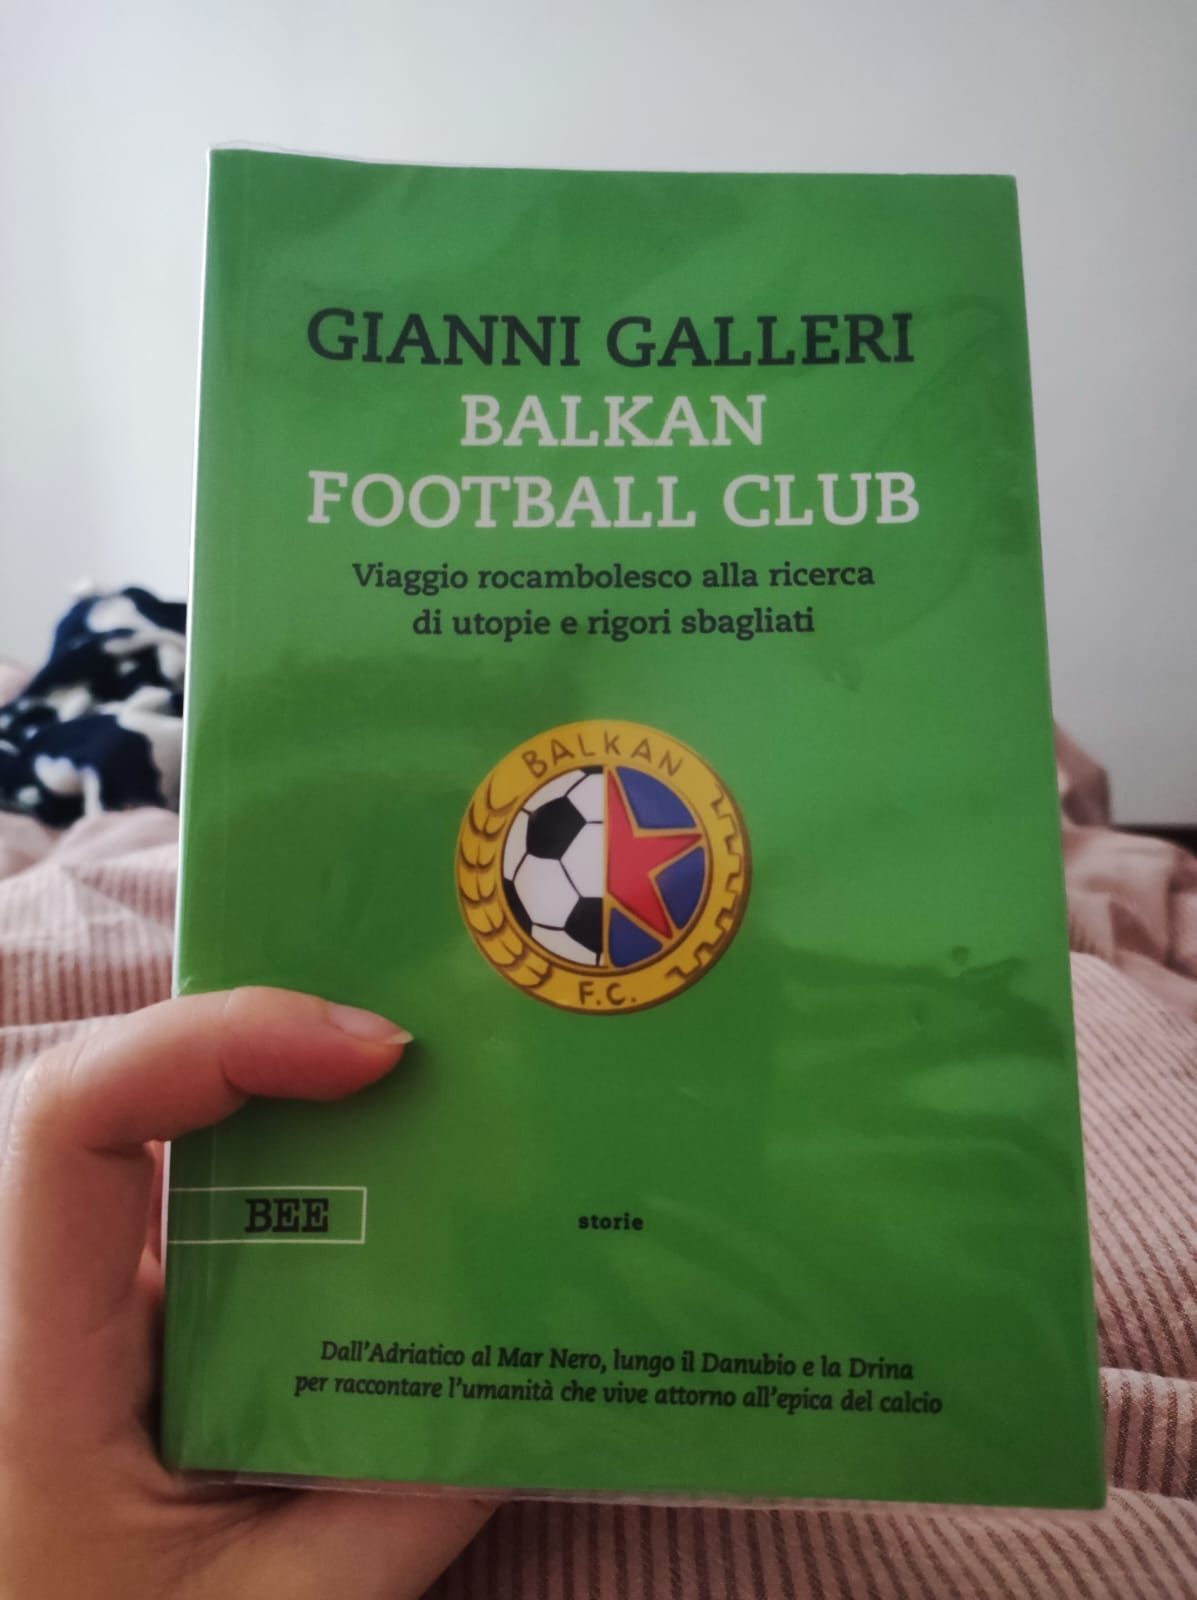 GIANNI GALLERI
BALKAN
FOOTBALL CLUB
Viaggio rocambolesco alla ricerca
di utopie e rigori sbagliati
BALKAN
F.C.
BEE
storie
Dall'Adriatico al Mar Nero, lungo il Danubio e la Drina
per raccontare l'umanità che vive attorno all'epica del calcio